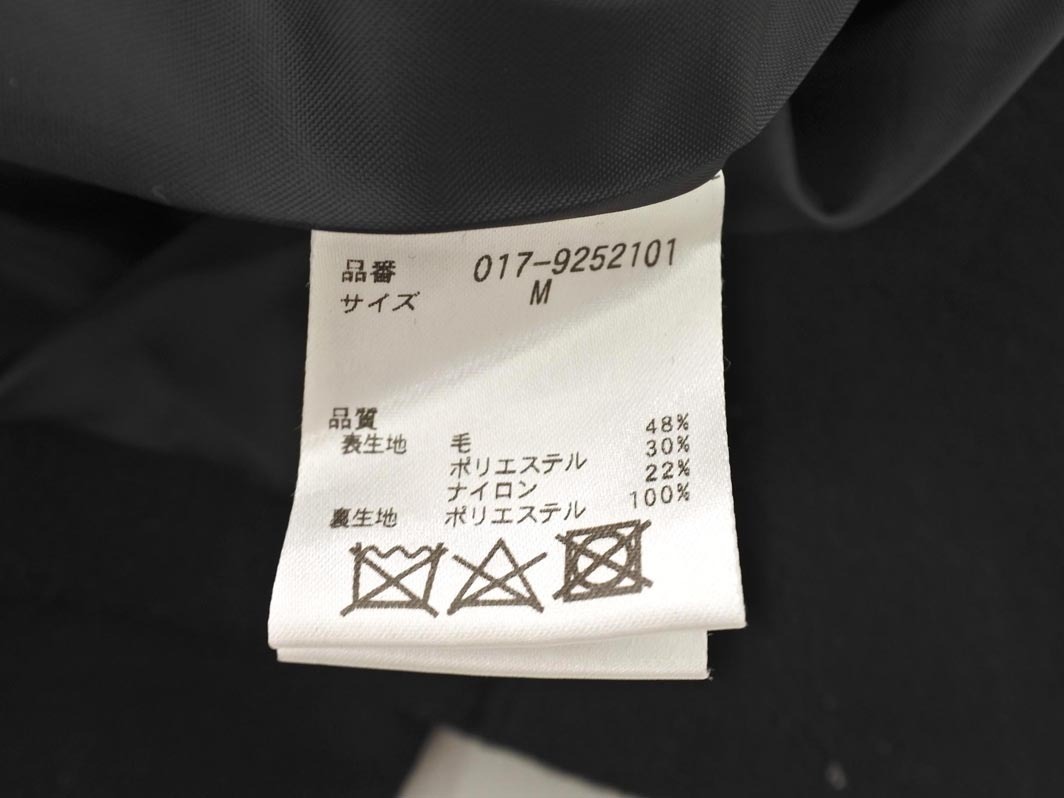 品番 017-9252101
サイズ M
品質
表生地 毛 48%
ポリエステル 30%
ナイロン 22%
裏生地 ポリエステル 100%